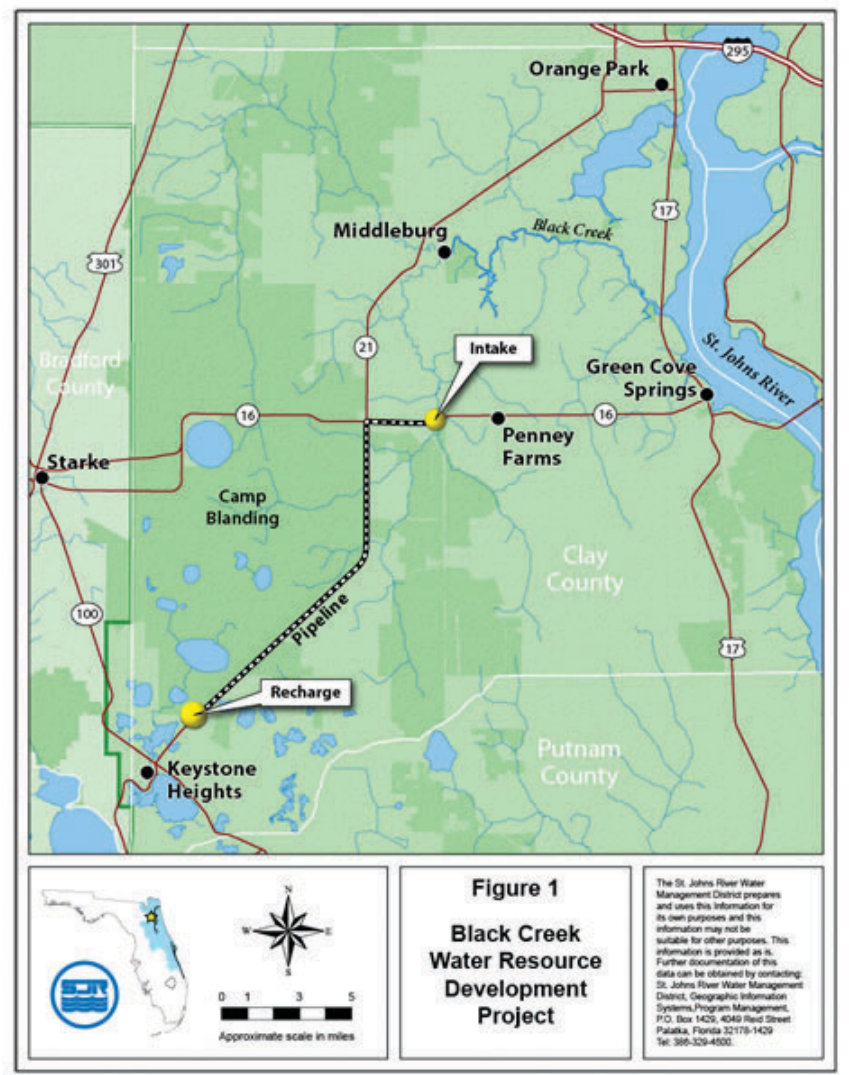 295
Orange Park
17
Black Creek
Middleburg
301
Bradford
County
21
Intake
St. Johns River
Green Cove
Springs
16
16
Penney
Farms
Starke
Camp
Blanding
Clay
County
Pipeline
100
17
Recharge
Putnam
County
Keystone
Heights
N
W
E
S
SJR
0 1 3 5
Approximate scale in miles
Figure 1
Black Creek
Water Resource
Development
Project
The St. Johns River Water
Management District prepares
and uses this Information for
its own purposes and this
information may not be
suitable for other purposes. This
information is provided as is.
Further documentation of this
data can be obtained by contacting:
St. Johns River Water Management
District, Geographic Information
Systems,Program Management,
P.O. Box 1429, 4049 Reid Street
Palatka, Florida 32178-1429
Tel: 386-329-4500.